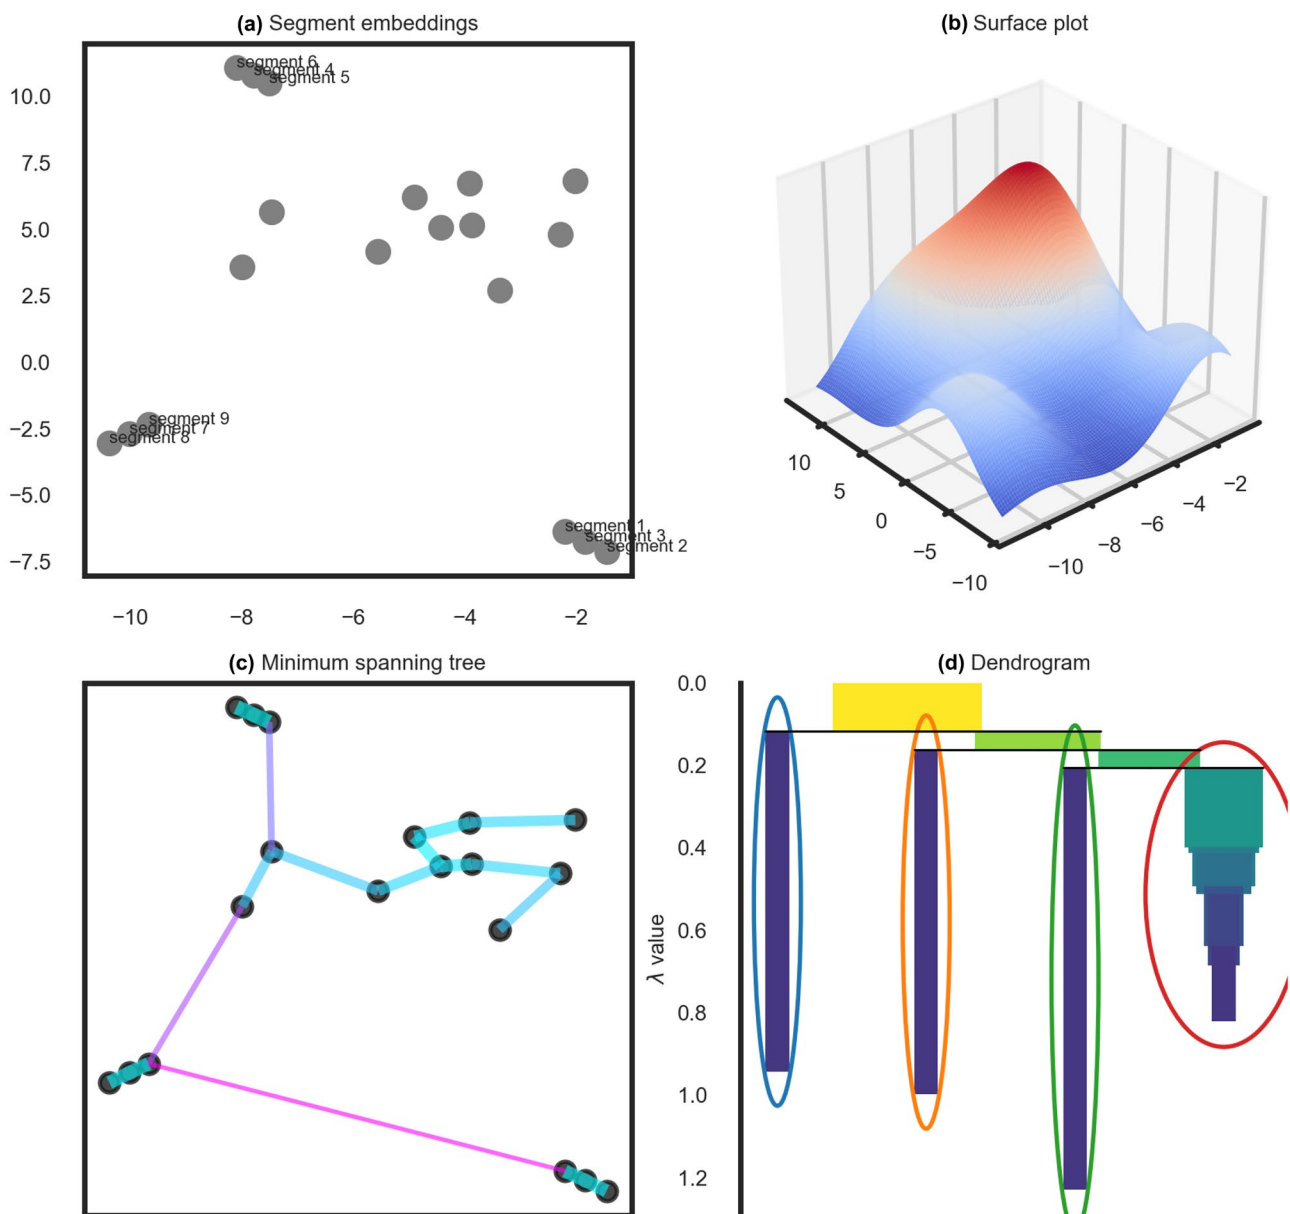 (a) Segment embeddings
10.0
7.5
5.0
2.5
0.0
−2.5
−5.0
−7.5
segment 6
segment 4
segment 5
segment 9
segment 7
segment 8
segment 1
segment 3
segment 2
−10
−8
−6
−4
−2
(b) Surface plot
10
5
0
−5
−10
−10
−8
−6
−4
−2
(c) Minimum spanning tree
(d) Dendrogram
λ value
0.0
0.2
0.4
0.6
0.8
1.0
1.2